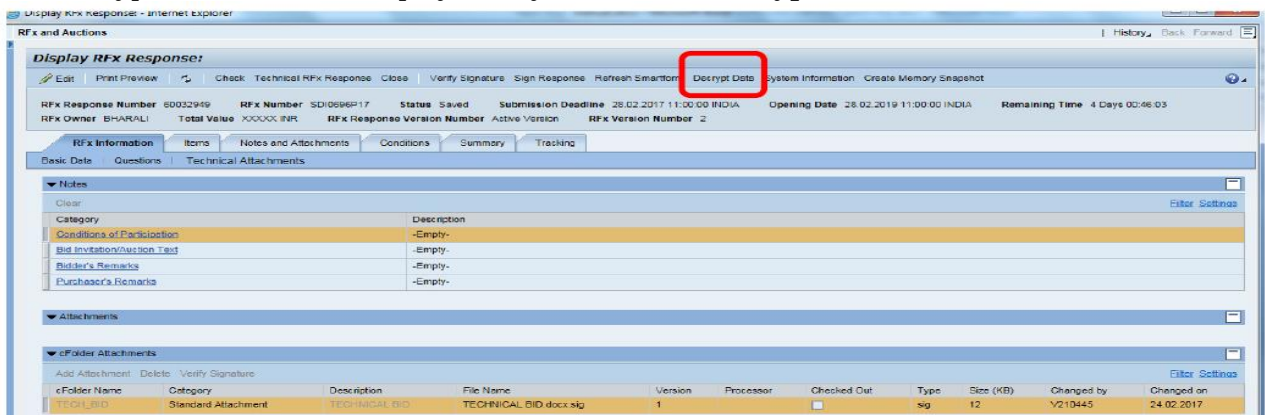 Display RFx Response: - Internet Explorer
RFx and Auctions
History Back Forward
Display RFx Response:
Edit Print Preview Check Technical RFx Response Close Verify Signature Sign Response Refresh Smartform Decrypt Data System Information Create Memory Snapshot
RFx Response Number 60032949 RFx Number SDI0696P17 Status Saved Submission Deadline 28.02.2017 11:00:00 INDIA Opening Date 28.02.2019 11:00:00 INDIA Remaining Time 4 Days 00:46:03
RFx Owner BHARALI Total Value XXXXX INR RFx Response Version Number Active Version RFx Version Number 2
RFx Information Items Notes and Attachments Conditions Summary Tracking
Basic Data Questions Technical Attachments
Notes
Clear Filter Settings
Category Description
Conditions of Participation -Empty-
Bid Invitation/Auction Text -Empty-
Bidder's Remarks -Empty-
Purchaser's Remarks -Empty-
Attachments
cFolder Attachments
Add Attachment Delete Verify Signature Filter Settings
cFolder Name Category Description File Name Version Processor Checked Out Type Size (KB) Changed by Changed on
TECH_BID Standard Attachment TECHNICAL BID TECHNICAL BID.docx.sig 1 sig 12 V210445 24.02.2017